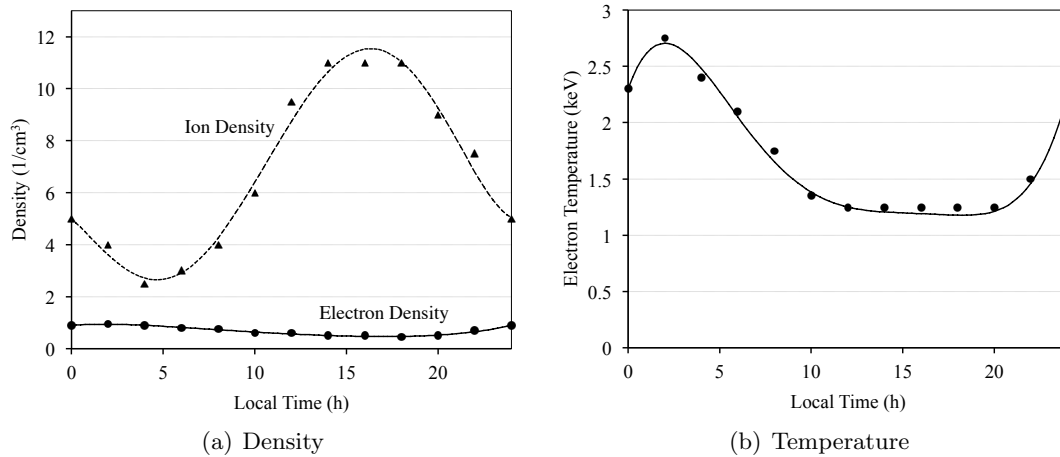 12
10
8
6
4
2
0
Density (1/cm³)
Ion Density
Electron Density
0 5 10 15 20
Local Time (h)
(a) Density
3
2.5
2
1.5
1
0.5
0
Electron Temperature (keV)
0 5 10 15 20
Local Time (h)
(b) Temperature